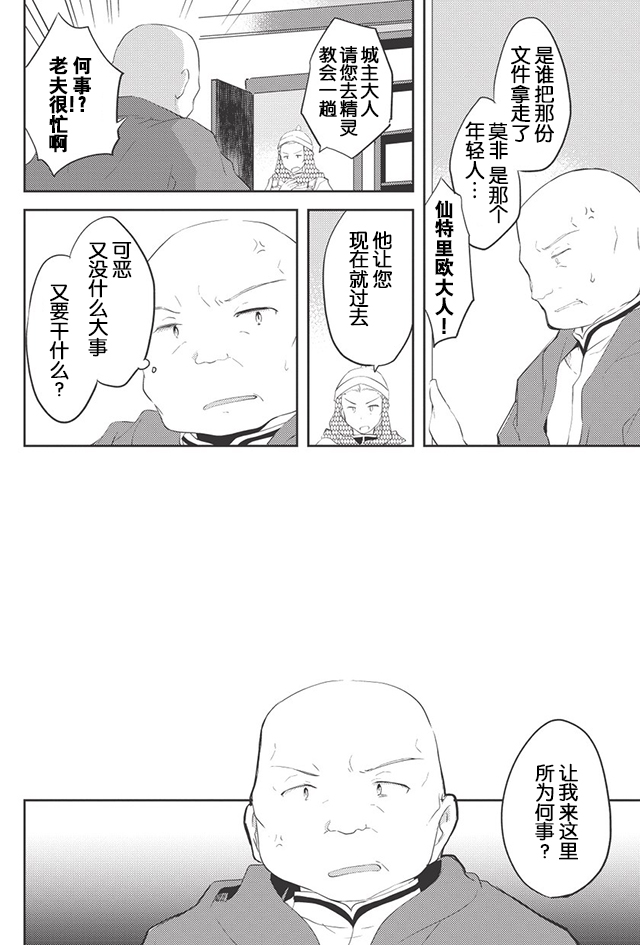 是谁把那份
文件拿走了
莫非 是那个
年轻人…
仙特里欧大人！
城主大人
请您去精灵
教会一趟
何事!?
老夫很忙啊
他让您
现在就过去
可恶
又没什么大事
又要干什么？
让我来这里
所为何事？